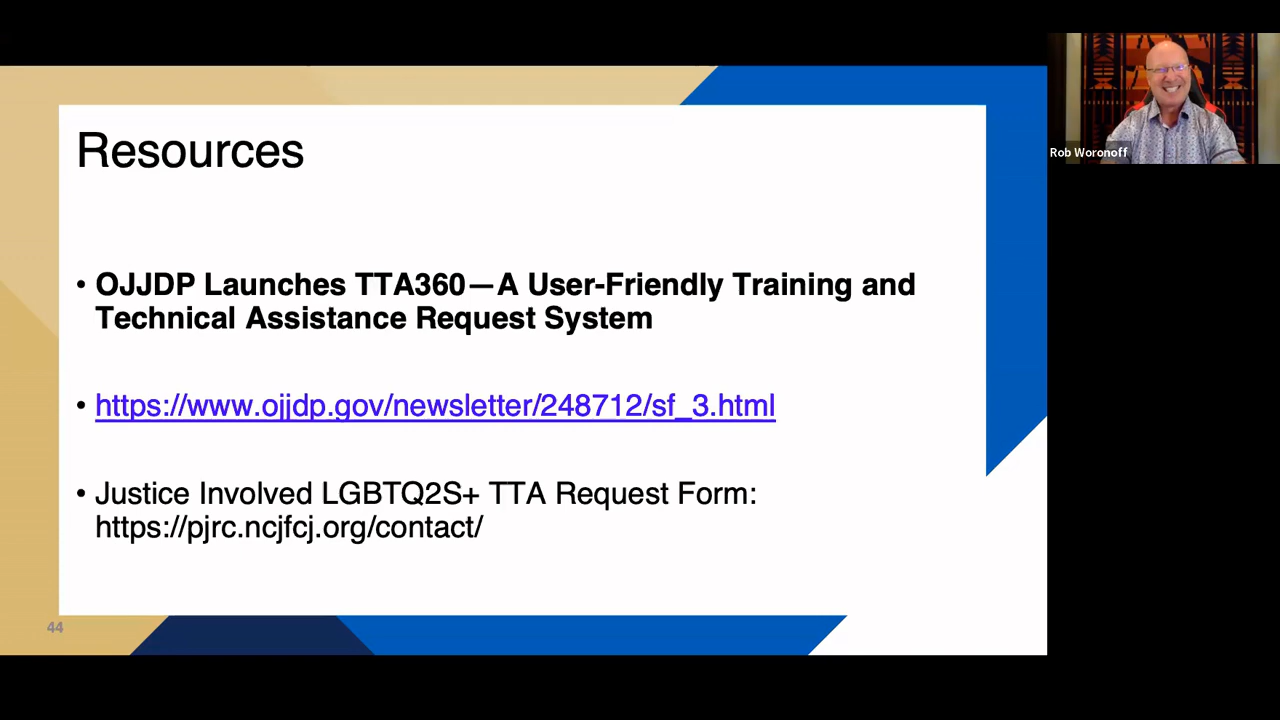 Resources
• OJJDP Launches TTA360—A User-Friendly Training and
Technical Assistance Request System
• https://www.ojjdp.gov/newsletter/248712/sf_3.html
• Justice Involved LGBTQ2S+ TTA Request Form:
https://pjrc.ncjfcj.org/contact/
44
Rob Woronoff